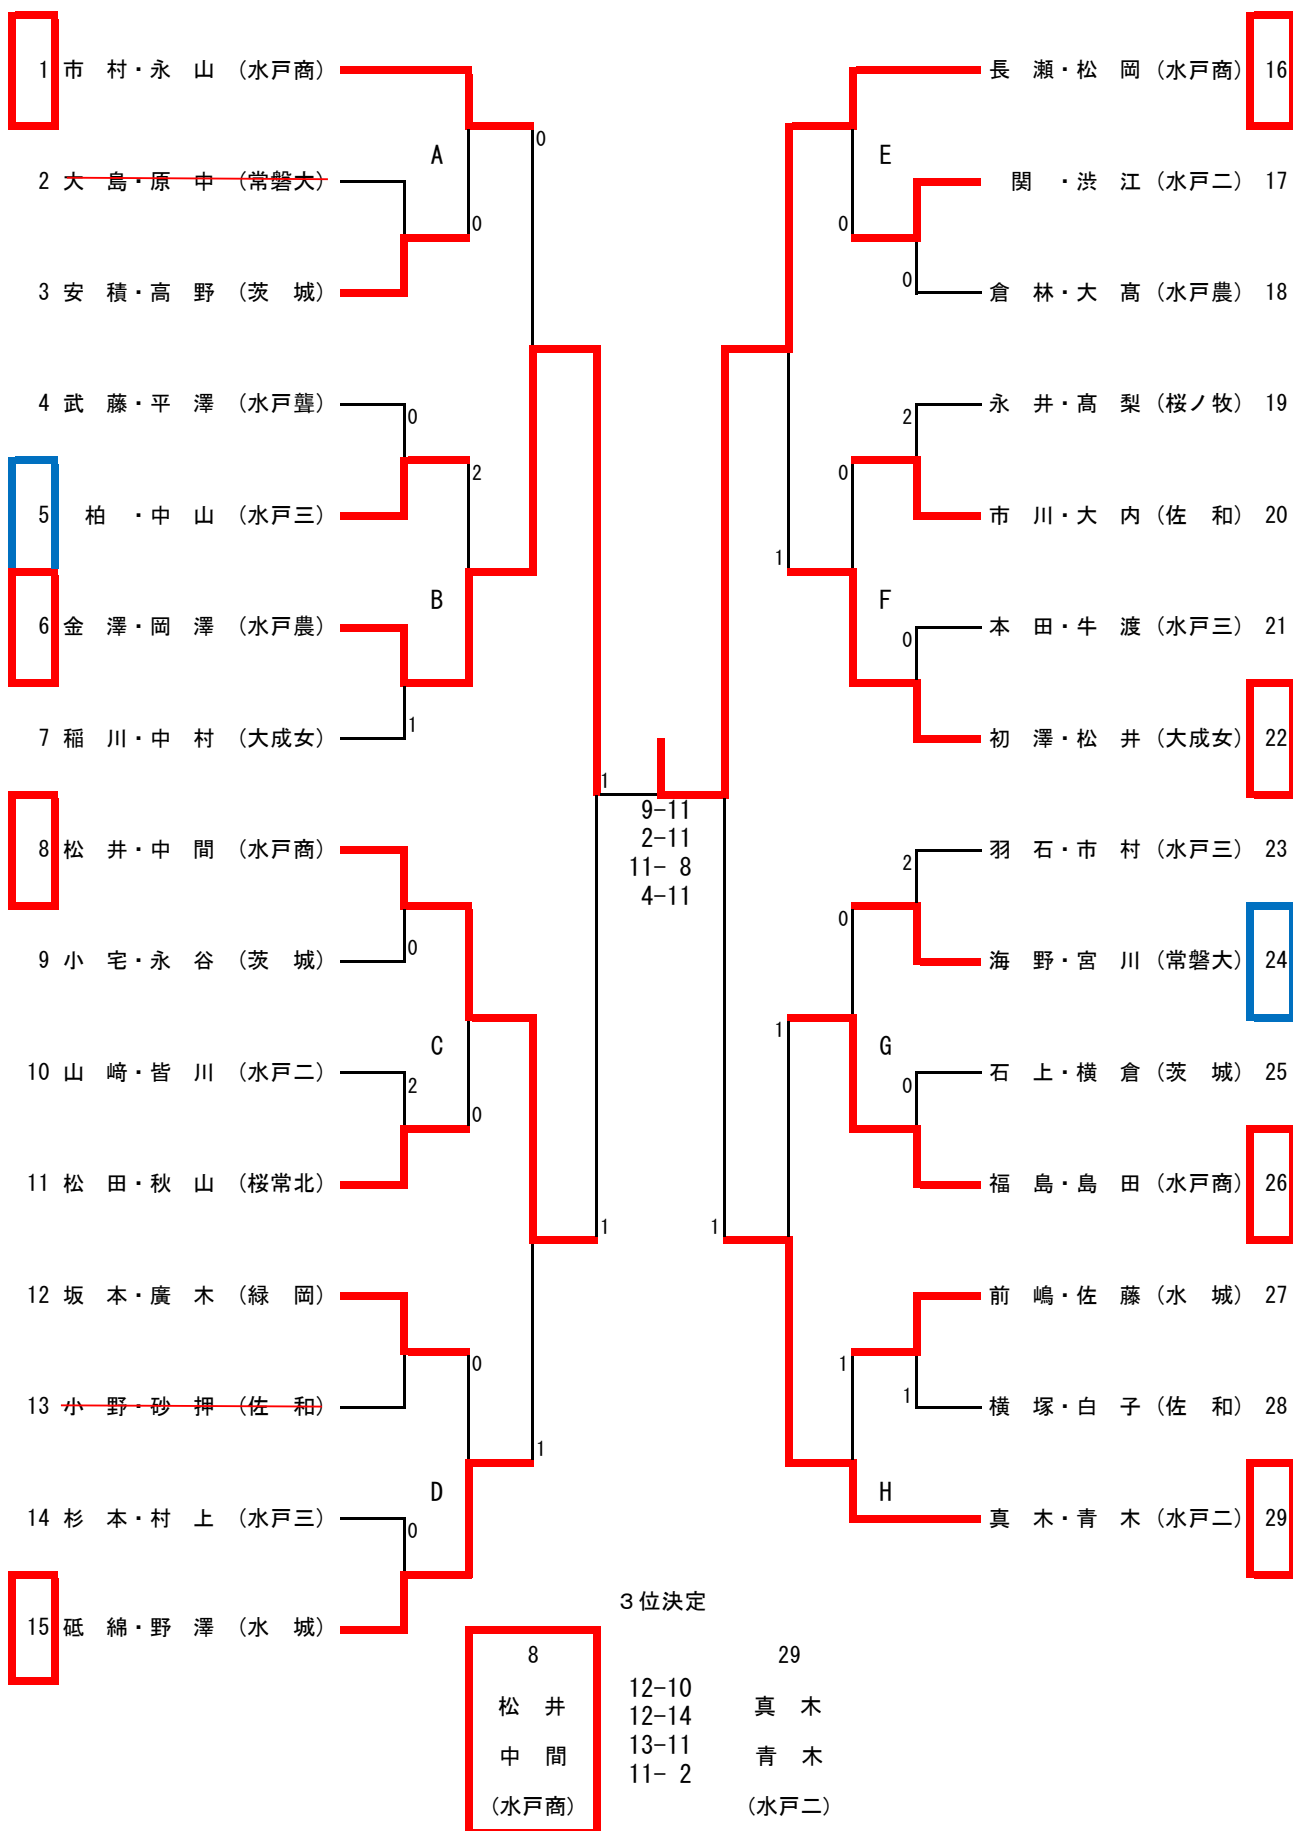 1 市　村・永　山 (水戸商)
A
0
2 大　島・原　中 (常磐大)
0
3 安　積・高　野 (茨　城)
4 武　藤・平　澤 (水戸聾)
0
2
5 柏　・中　山 (水戸三)
B
6 金　澤・岡　澤 (水戸農)
7 稲　川・中　村 (大成女)
1
8 松　井・中　間 (水戸商)
9 小　宅・永　谷 (茨　城)
0
C
10 山　﨑・皆　川 (水戸二)
2
0
11 松　田・秋　山 (桜常北)
1
12 坂　本・廣　木 (緑　岡)
0
13 小　野・砂　押 (佐　和)
1
D
14 杉　本・村　上 (水戸三)
0
15 砥　綿・野　澤 (水　城)
1
9-11
2-11
11- 8
4-11
長　瀬・松　岡 (水戸商) 16
E
関　・渋　江 (水戸二) 17
0
0
倉　林・大　髙 (水戸農) 18
永　井・髙　梨 (桜ノ牧) 19
2
0
市　川・大　内 (佐　和) 20
1
F
本　田・牛　渡 (水戸三) 21
0
初　澤・松　井 (大成女) 22
羽　石・市　村 (水戸三) 23
2
0
海　野・宮　川 (常磐大) 24
1
G
石　上・横　倉 (茨　城) 25
0
福　島・島　田 (水戸商) 26
1
前　嶋・佐　藤 (水　城) 27
1
1
横　塚・白　子 (佐　和) 28
H
真　木・青　木 (水戸二) 29
３位決定
8
松　井
中　間
(水戸商)
12-10
12-14
13-11
11- 2
29
真　木
青　木
(水戸二)